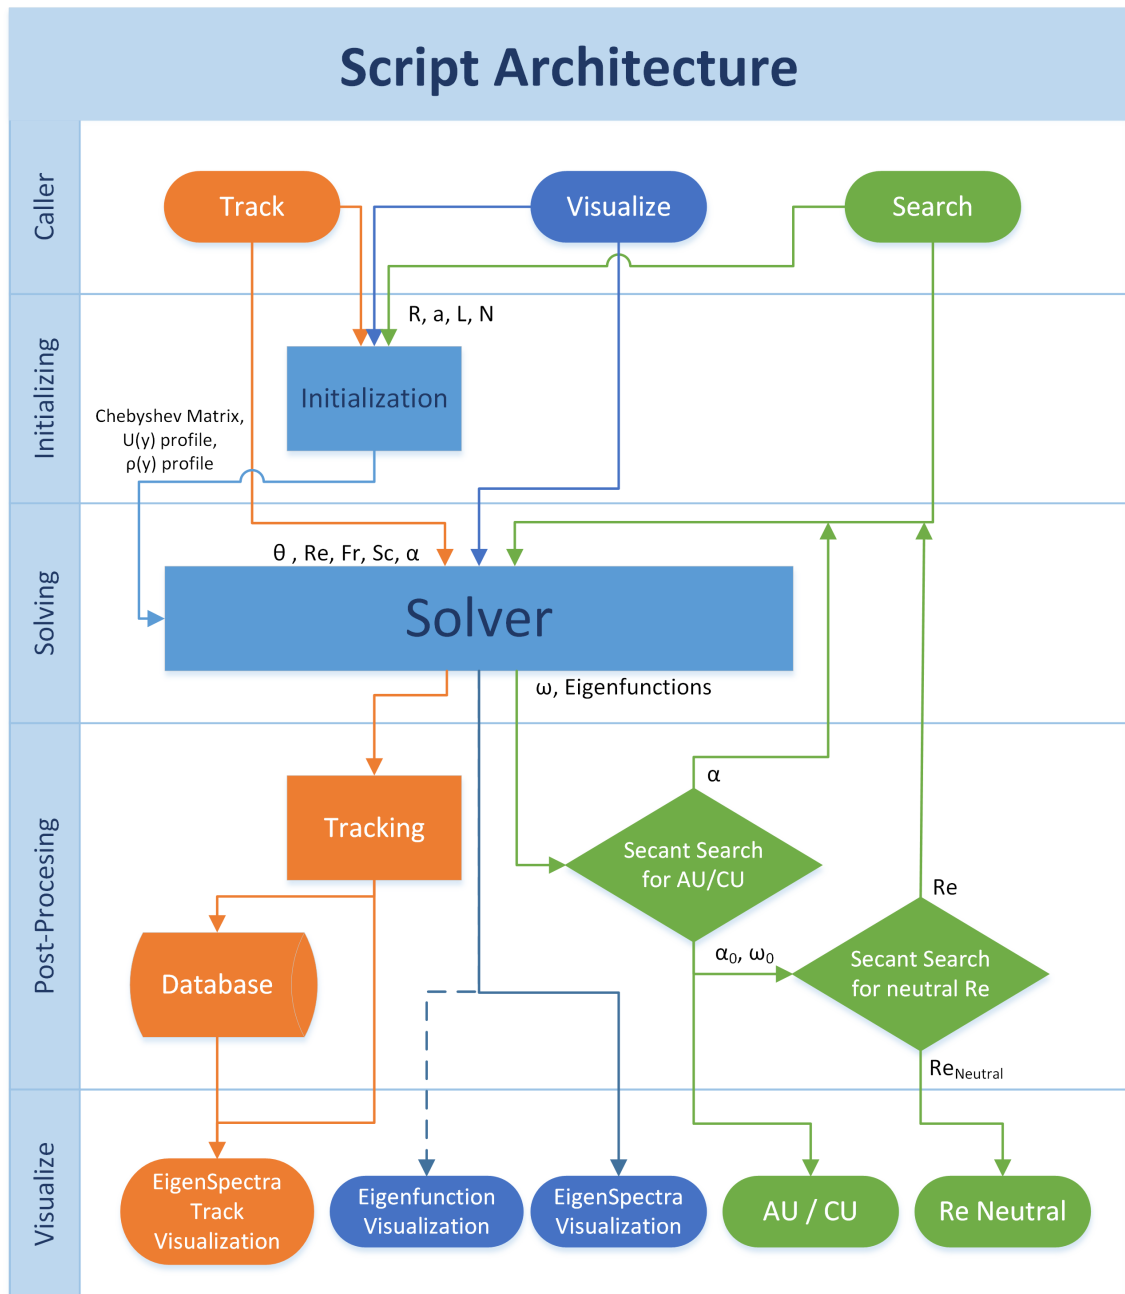 Script Architecture
Caller
Track
Visualize
Search
Initializing
R, a, L, N
Initialization
Chebyshev Matrix,
U(y) profile,
ρ(y) profile
Solving
θ , Re, Fr, Sc, α
Solver
ω, Eigenfunctions
Post-Procesing
α
Tracking
Secant Search
for AU/CU
Re
α₀, ω₀
Database
Secant Search
for neutral Re
Re_Neutral
Visualize
EigenSpectra
Track
Visualization
Eigenfunction
Visualization
EigenSpectra
Visualization
AU / CU
Re Neutral